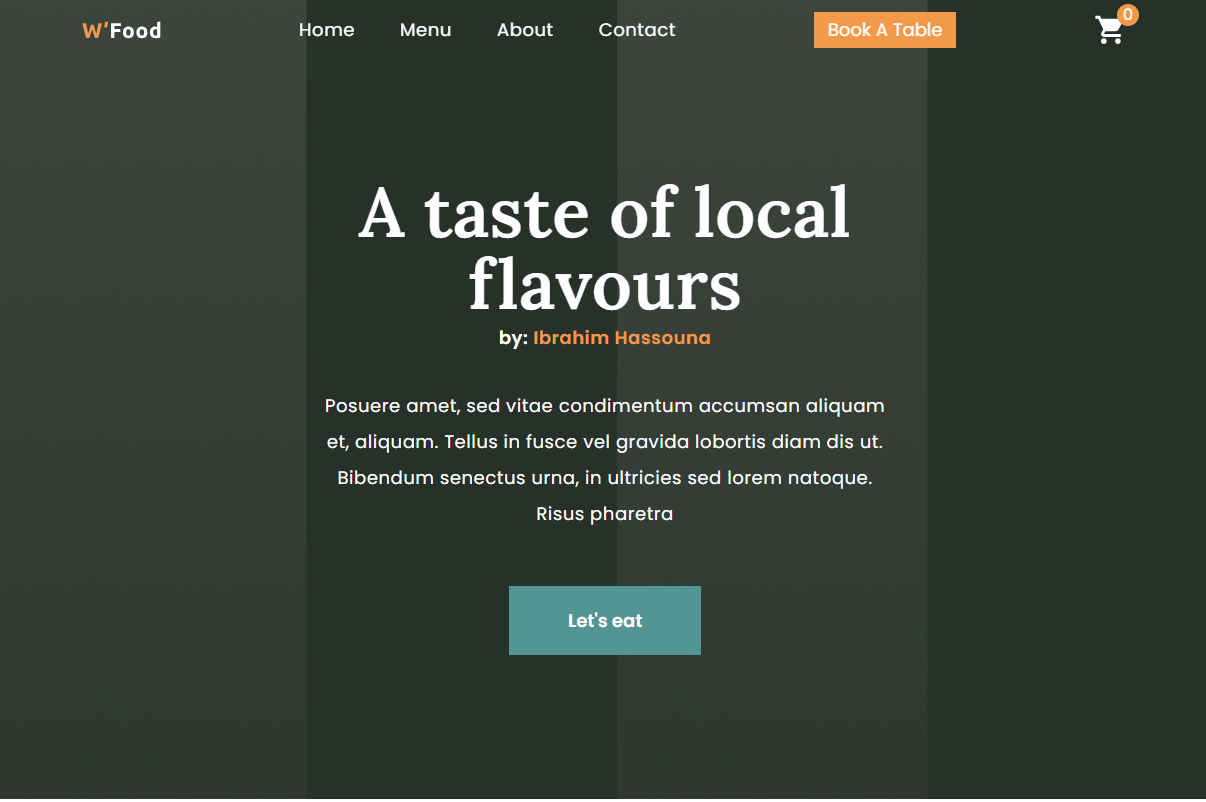 W’Food
Home
Menu
About
Contact
Book A Table
0
A taste of local
flavours
by: Ibrahim Hassouna
Posuere amet, sed vitae condimentum accumsan aliquam
et, aliquam. Tellus in fusce vel gravida lobortis diam dis ut.
Bibendum senectus urna, in ultricies sed lorem natoque.
Risus pharetra
Let's eat